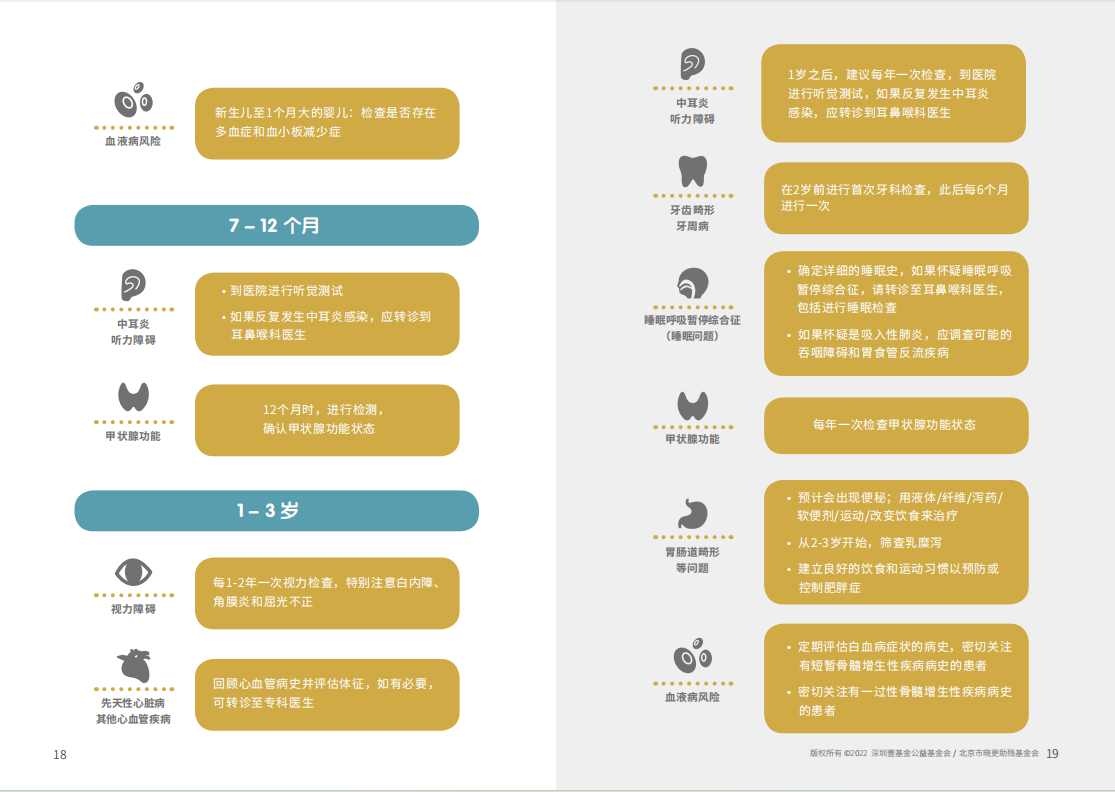 血液病风险
新生儿至1个月大的婴儿：检查是否存在
多血症和血小板减少症
7 – 12 个月
中耳炎
听力障碍
• 到医院进行听觉测试
• 如果反复发生中耳炎感染，应转诊到
耳鼻喉科医生
甲状腺功能
12个月时，进行检测，
确认甲状腺功能状态
1 – 3 岁
视力障碍
每1-2年一次视力检查，特别注意白内障、
角膜炎和屈光不正
先天性心脏病
其他心血管疾病
回顾心血管病史并评估体征，如有必要，
可转诊至专科医生
18
中耳炎
听力障碍
1岁之后，建议每年一次检查，到医院
进行听觉测试，如果反复发生中耳炎
感染，应转诊到耳鼻喉科医生
牙齿畸形
牙周病
在2岁前进行首次牙科检查，此后每6个月
进行一次
睡眠呼吸暂停综合征
（睡眠问题）
• 确定详细的睡眠史，如果怀疑睡眠呼吸
暂停综合征，请转诊至耳鼻喉科医生，
包括进行睡眠检查
• 如果怀疑是吸入性肺炎，应调查可能的
吞咽障碍和胃食管反流疾病
甲状腺功能
每年一次检查甲状腺功能状态
胃肠道畸形
等问题
• 预计会出现便秘；用液体/纤维/泻药/
软便剂/运动/改变饮食来治疗
• 从2-3岁开始，筛查乳糜泻
• 建立良好的饮食和运动习惯以预防或
控制肥胖症
血液病风险
• 定期评估白血病症状的病史，密切关注
有短暂骨髓增生性疾病病史的患者
• 密切关注有一过性骨髓增生性疾病病史
的患者
版权所有 ©2022 深圳壹基金公益基金会 / 北京市晓更助残基金会 19